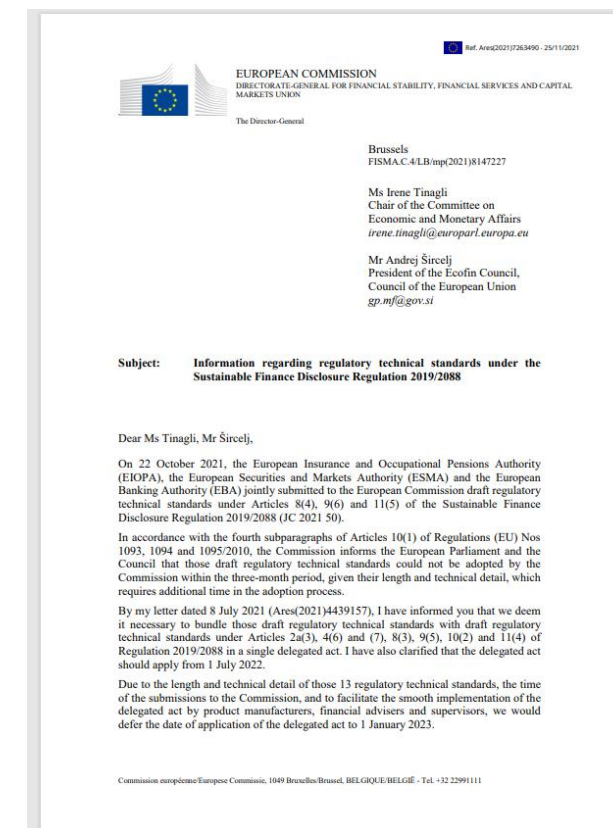 Ref. Ares(2021)7263490 - 25/11/2021
EUROPEAN COMMISSION
DIRECTORATE-GENERAL FOR FINANCIAL STABILITY, FINANCIAL SERVICES AND CAPITAL
MARKETS UNION
The Director-General
Brussels
FISMA.C.4/LB/mp(2021)8147227
Ms Irene Tinagli
Chair of the Committee on
Economic and Monetary Affairs
irene.tinagli@europarl.europa.eu
Mr Andrej Šircelj
President of the Ecofin Council,
Council of the European Union
gp.mf@gov.si
Subject: Information regarding regulatory technical standards under the
Sustainable Finance Disclosure Regulation 2019/2088
Dear Ms Tinagli, Mr Šircelj,
On 22 October 2021, the European Insurance and Occupational Pensions Authority
(EIOPA), the European Securities and Markets Authority (ESMA) and the European
Banking Authority (EBA) jointly submitted to the European Commission draft regulatory
technical standards under Articles 8(4), 9(6) and 11(5) of the Sustainable Finance
Disclosure Regulation 2019/2088 (JC 2021 50).
In accordance with the fourth subparagraphs of Articles 10(1) of Regulations (EU) Nos
1093, 1094 and 1095/2010, the Commission informs the European Parliament and the
Council that those draft regulatory technical standards could not be adopted by the
Commission within the three-month period, given their length and technical detail, which
requires additional time in the adoption process.
By my letter dated 8 July 2021 (Ares(2021)4439157), I have informed you that we deem
it necessary to bundle those draft regulatory technical standards with draft regulatory
technical standards under Articles 2a(3), 4(6) and (7), 8(3), 9(5), 10(2) and 11(4) of
Regulation 2019/2088 in a single delegated act. I have also clarified that the delegated act
should apply from 1 July 2022.
Due to the length and technical detail of those 13 regulatory technical standards, the time
of the submissions to the Commission, and to facilitate the smooth implementation of the
delegated act by product manufacturers, financial advisers and supervisors, we would
defer the date of application of the delegated act to 1 January 2023.
Commission européenne/Europese Commissie, 1049 Bruxelles/Brussel, BELGIQUE/BELGIË - Tel. +32 22991111